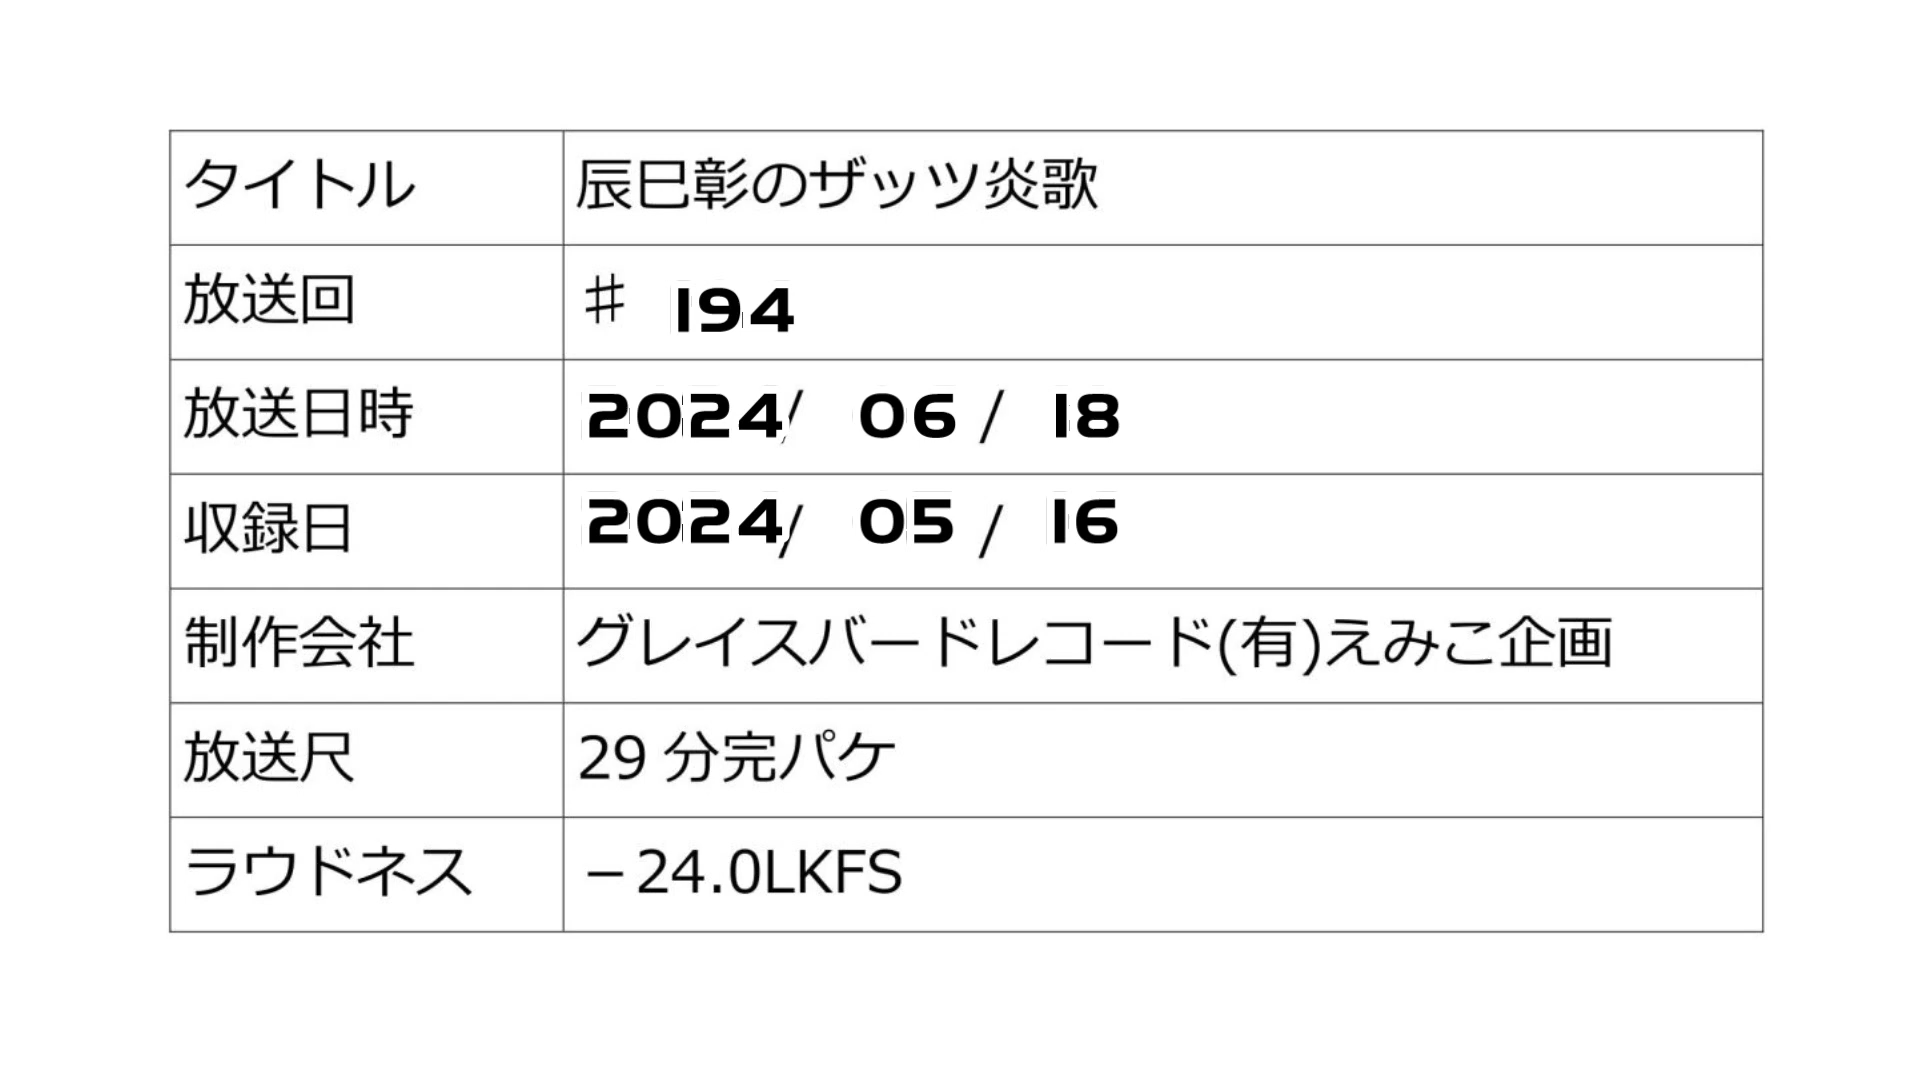 タイトル 辰巳彰のザッツ炎歌
放送回 ♯ 194
放送日時 2024/ 06 / 18
収録日 2024/ 05 / 16
制作会社 グレイスバードレコード(有)えみこ企画
放送尺 29 分完パケ
ラウドネス －24.0LKFS